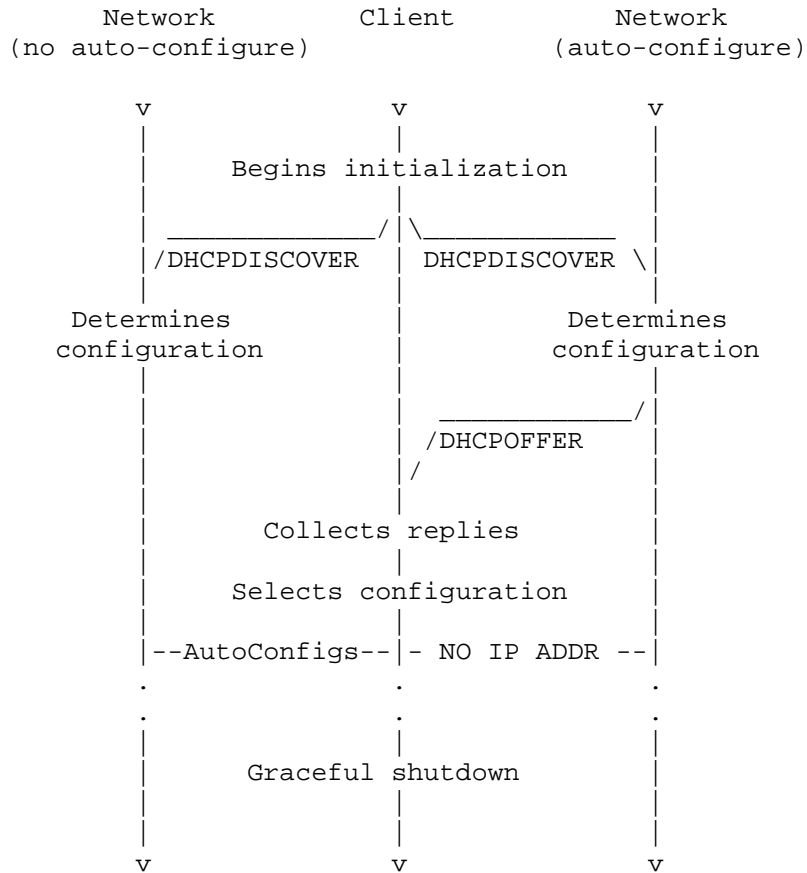 Network Client Network
(no auto-configure) (auto-configure)
v v v
Begins initialization
DHCPDISCOVER DHCPDISCOVER
Determines Determines
configuration configuration
DHCPOFFER
Collects replies
Selects configuration
--AutoConfigs-- - NO IP ADDR --
. . .
. . .
Graceful shutdown
v v v